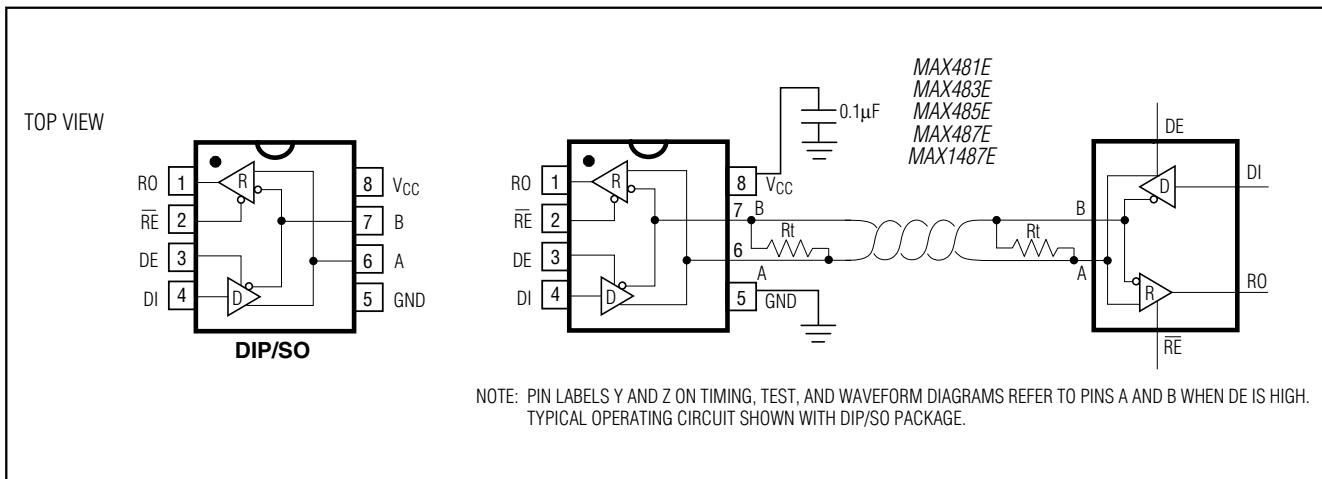 TOP VIEW
RO 1
R̅E̅ 2
DE 3
DI 4
8 VCC
7 B
6 A
5 GND
R
D
DIP/SO
RO 1
R̅E̅ 2
DE 3
DI 4
R
D
8 VCC
7 B
6
A
5 GND
0.1µF
Rt
MAX481E
MAX483E
MAX485E
MAX487E
MAX1487E
Rt
B
A
DE
D
DI
R
RO
R̅E̅
NOTE: PIN LABELS Y AND Z ON TIMING, TEST, AND WAVEFORM DIAGRAMS REFER TO PINS A AND B WHEN DE IS HIGH.
TYPICAL OPERATING CIRCUIT SHOWN WITH DIP/SO PACKAGE.